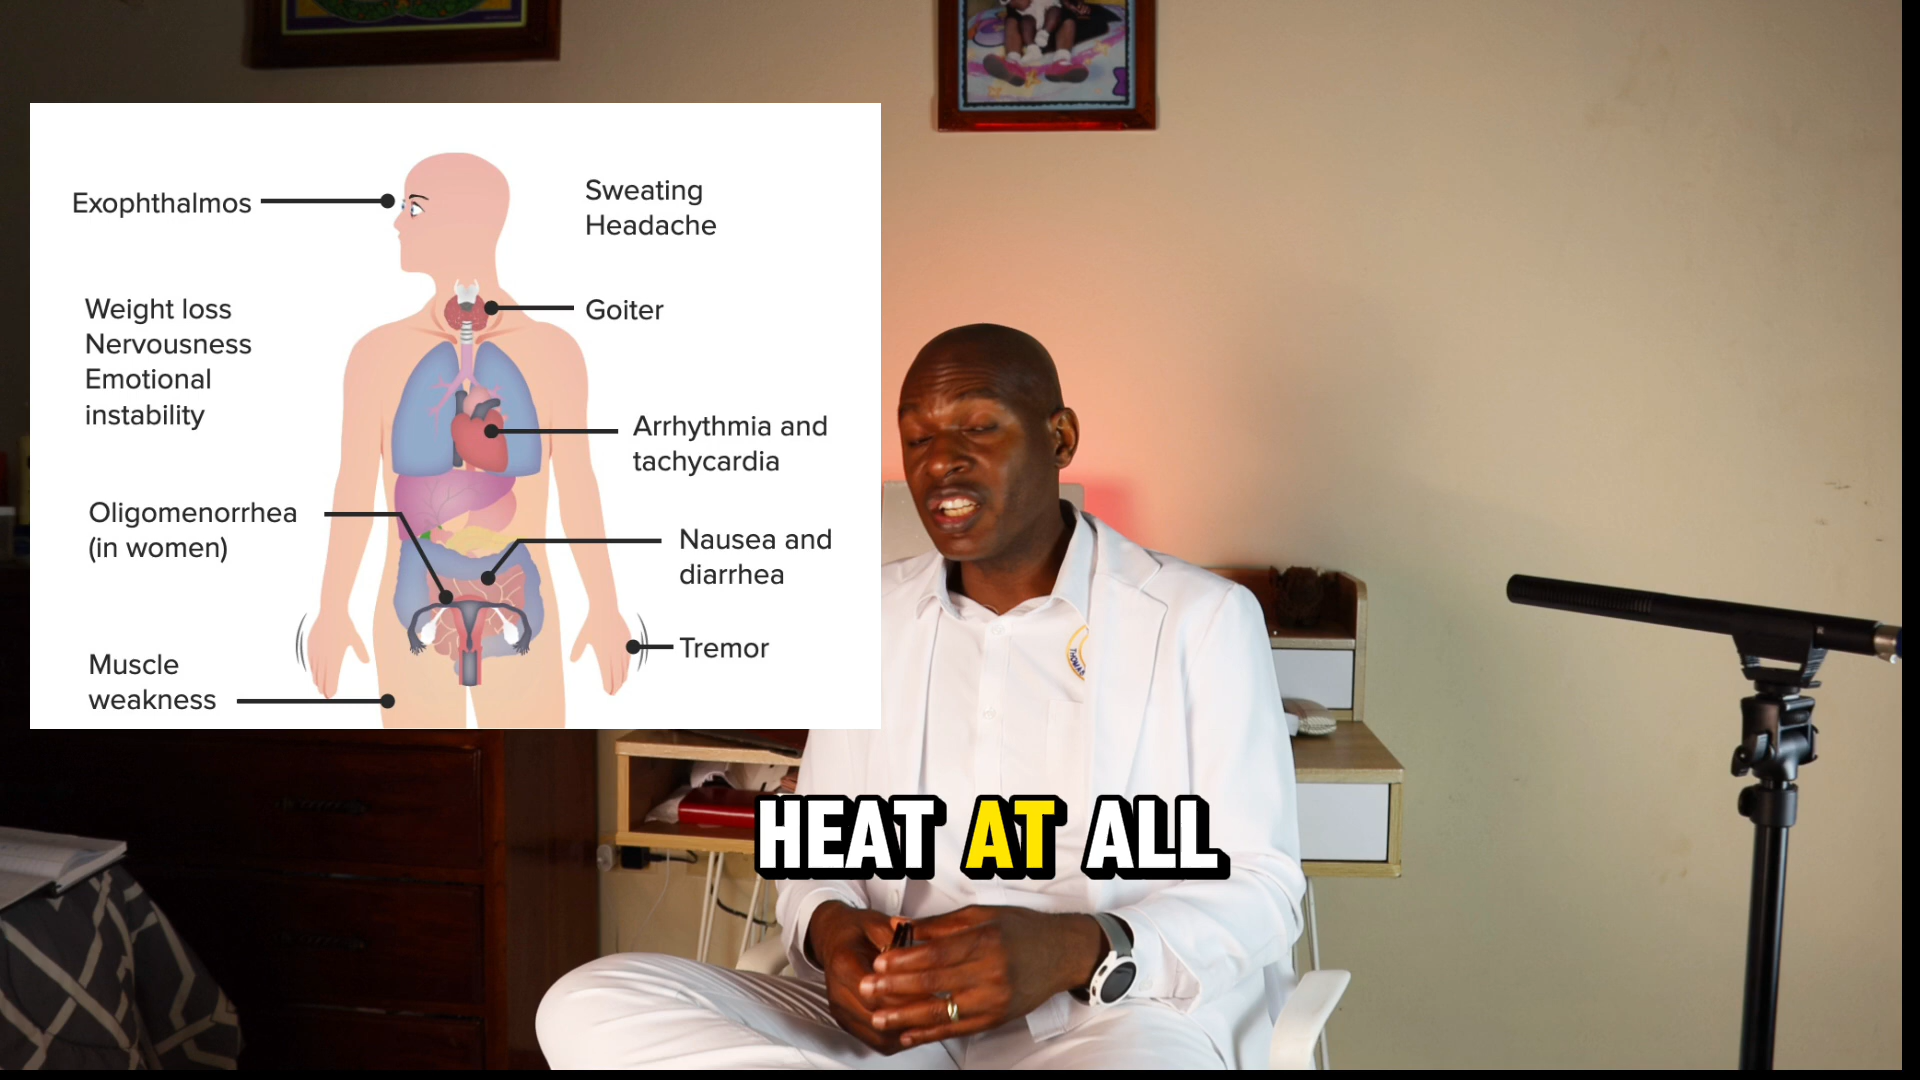 Exophthalmos
Sweating
Headache
Weight loss
Nervousness
Emotional
instability
Goiter
Arrhythmia and
tachycardia
Oligomenorrhea
(in women)
Nausea and
diarrhea
Muscle
weakness
Tremor
HEAT AT ALL